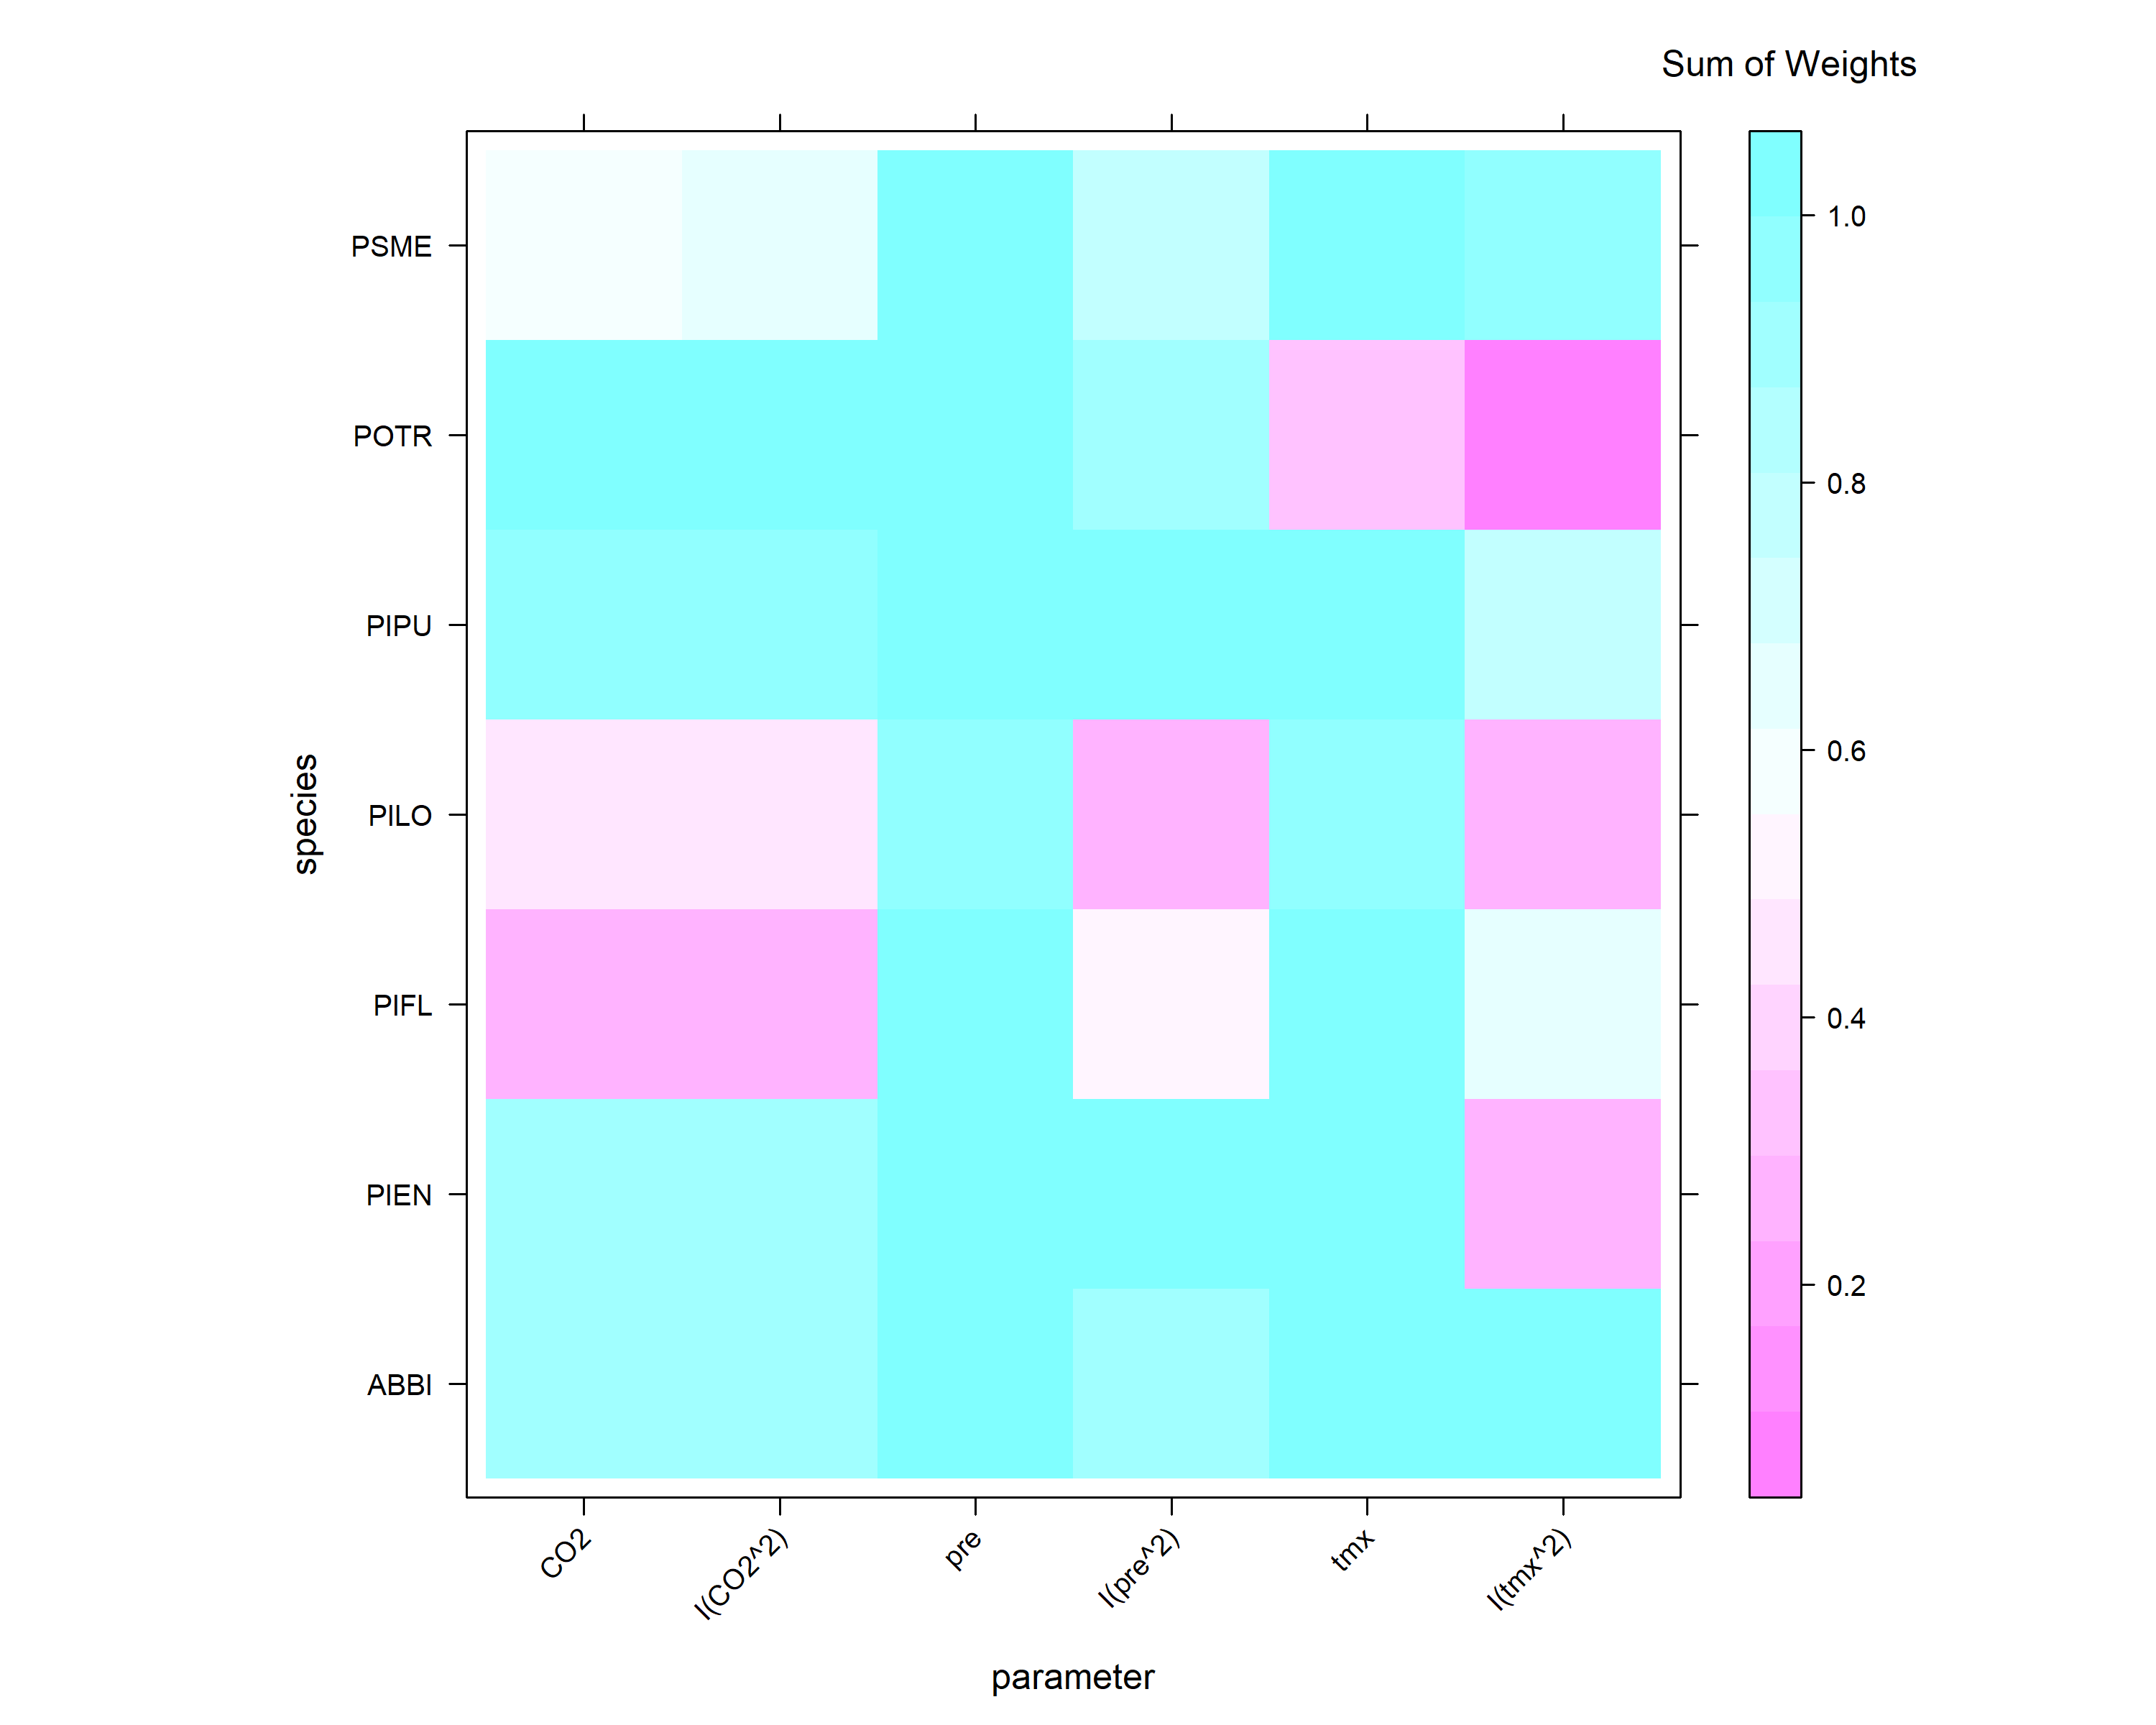 Sum of Weights
PSME
POTR
PIPU
PILO
PIFL
PIEN
ABBI
species
CO2
I(CO2^2)
pre
I(pre^2)
tmx
I(tmx^2)
parameter
1.0
0.8
0.6
0.4
0.2